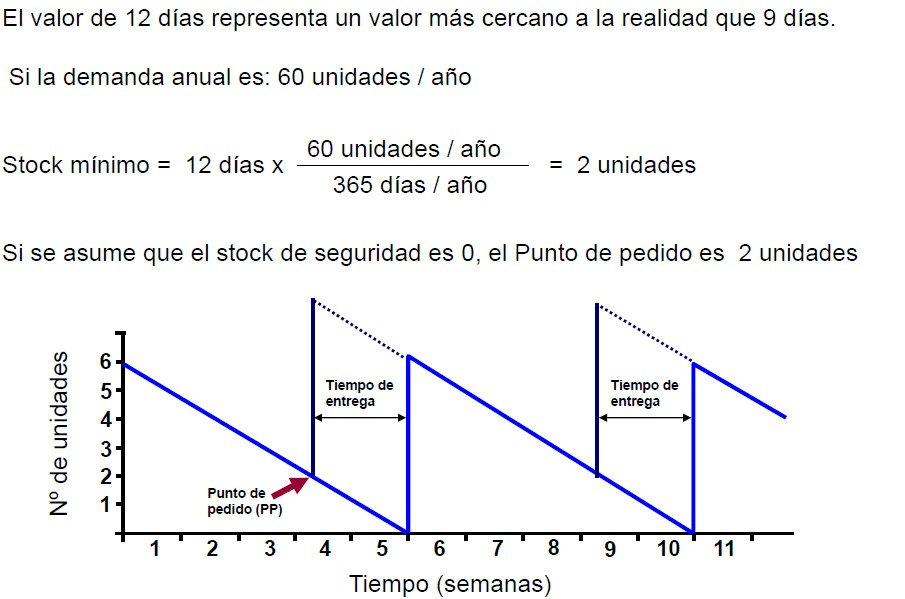 El valor de 12 días representa un valor más cercano a la realidad que 9 días.
Si la demanda anual es: 60 unidades / año
60 unidades / año
Stock mínimo = 12 días x = 2 unidades
365 días / año
Si se asume que el stock de seguridad es 0, el Punto de pedido es 2 unidades
Nº de unidades
6
5
4
3
2
1
Tiempo de
entrega
Tiempo de
entrega
Punto de
pedido (PP)
1 2 3 4 5 6 7 8 9 10 11
Tiempo (semanas)